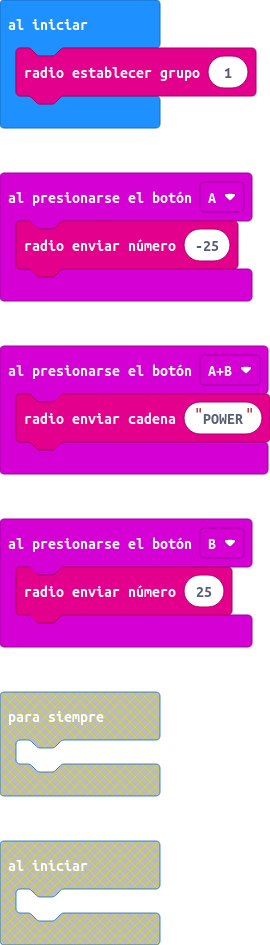 al iniciar
radio establecer grupo 1
al presionarse el botón A
radio enviar número -25
al presionarse el botón A+B
radio enviar cadena "POWER"
al presionarse el botón B
radio enviar número 25
para siempre
al iniciar